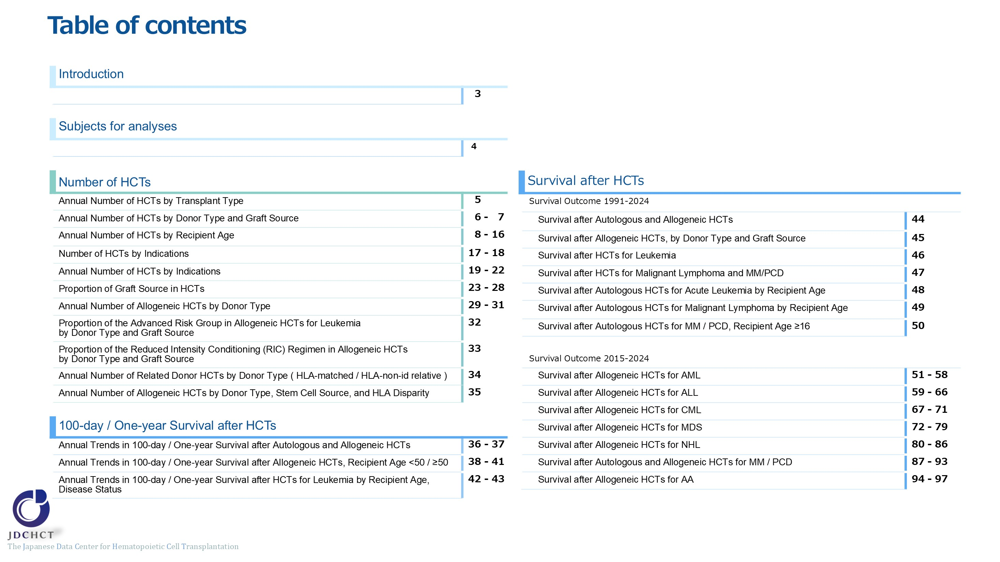 Table of contents
Introduction
3
Subjects for analyses
4
Number of HCTs
Annual Number of HCTs by Transplant Type 5
Annual Number of HCTs by Donor Type and Graft Source 6 - 7
Annual Number of HCTs by Recipient Age 8 - 16
Number of HCTs by Indications 17 - 18
Annual Number of HCTs by Indications 19 - 22
Proportion of Graft Source in HCTs 23 - 28
Annual Number of Allogeneic HCTs by Donor Type 29 - 31
Proportion of the Advanced Risk Group in Allogeneic HCTs for Leukemia 32
by Donor Type and Graft Source
Proportion of the Reduced Intensity Conditioning (RIC) Regimen in Allogeneic HCTs 33
by Donor Type and Graft Source
Annual Number of Related Donor HCTs by Donor Type ( HLA-matched / HLA-non-id relative ) 34
Annual Number of Allogeneic HCTs by Donor Type, Stem Cell Source, and HLA Disparity 35
100-day / One-year Survival after HCTs
Annual Trends in 100-day / One-year Survival after Autologous and Allogeneic HCTs 36 - 37
Annual Trends in 100-day / One-year Survival after Allogeneic HCTs, Recipient Age <50 / ≥50 38 - 41
Annual Trends in 100-day / One-year Survival after HCTs for Leukemia by Recipient Age, 42 - 43
Disease Status
Survival after HCTs
Survival Outcome 1991-2024
Survival after Autologous and Allogeneic HCTs 44
Survival after Allogeneic HCTs, by Donor Type and Graft Source 45
Survival after HCTs for Leukemia 46
Survival after HCTs for Malignant Lymphoma and MM/PCD 47
Survival after Autologous HCTs for Acute Leukemia by Recipient Age 48
Survival after Autologous HCTs for Malignant Lymphoma by Recipient Age 49
Survival after Autologous HCTs for MM / PCD, Recipient Age ≥16 50
Survival Outcome 2015-2024
Survival after Allogeneic HCTs for AML 51 - 58
Survival after Allogeneic HCTs for ALL 59 - 66
Survival after Allogeneic HCTs for CML 67 - 71
Survival after Allogeneic HCTs for MDS 72 - 79
Survival after Allogeneic HCTs for NHL 80 - 86
Survival after Autologous and Allogeneic HCTs for MM / PCD 87 - 93
Survival after Allogeneic HCTs for AA 94 - 97
JDCHCT
The Japanese Data Center for Hematopoietic Cell Transplantation